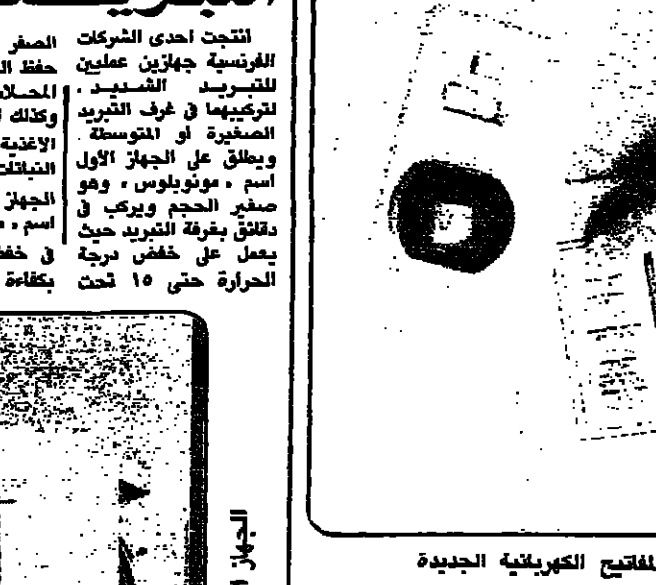 انتجت احدى الشركات
الفرنسية جهازين عمليين
للتبريد الشديد .
لتركيبهما في غرف التبريد
الصغيرة او المتوسطة .
ويطلق على الجهاز الأول
اسم « مونوبلوس » وهو
صغير الحجم ويركب في
دقائق بغرفة التبريد حيث
يعمل على خفض درجة
الحرارة حتى ١٥ تحت
الصفر
حفظ
وكذلك
الاغذية
النباتات
الجهاز
اسم
في خفض
بكفاءة
الجهاز
المفاتيح الكهربائية الجديدة